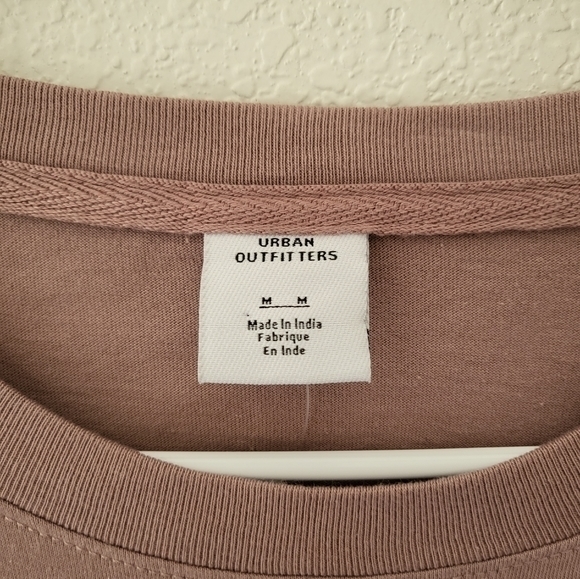 URBAN
OUTFITTERS
M M
Made In India
Fabrique
En Inde